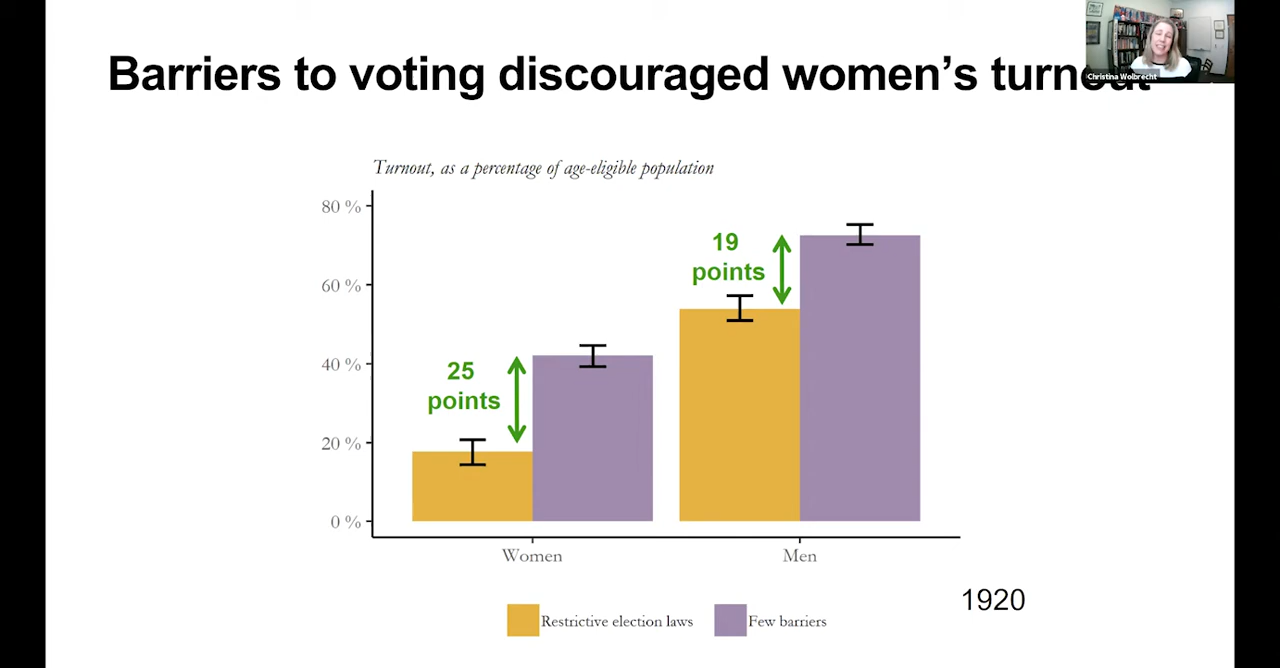 Barriers to voting discouraged women's turnout
Christina Wolbrecht
Turnout, as a percentage of age-eligible population
80 %
60 %
40 %
20 %
0 %
25
points
19
points
Women
Men
1920
Restrictive election laws
Few barriers